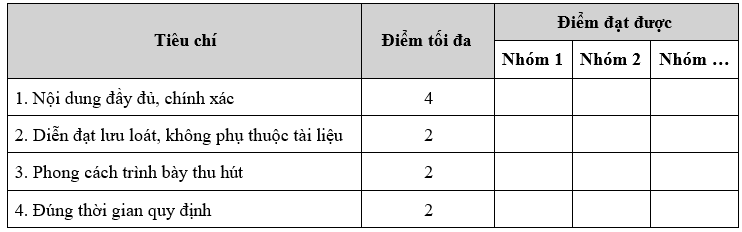 Tiêu chí
Điểm tối đa
Điểm đạt được
Nhóm 1
Nhóm 2
Nhóm …
1. Nội dung đầy đủ, chính xác
4
2. Diễn đạt lưu loát, không phụ thuộc tài liệu
2
3. Phong cách trình bày thu hút
2
4. Đúng thời gian quy định
2